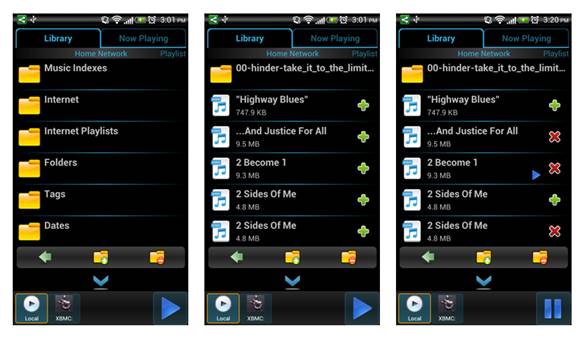 3:01 PM
Library
Now Playing
Home Network
Playlist
Music Indexes
Internet
Internet Playlists
Folders
Tags
Dates
Local
XBMC:
3:01 PM
Library
Now Playing
Home Network
Playlist
00-hinder-take_it_to_the_limit...
"Highway Blues"
747.9 KB
...And Justice For All
9.5 MB
2 Become 1
9.3 MB
2 Sides Of Me
4.8 MB
2 Sides Of Me
4.8 MB
Local
XBMC:
3:20 PM
Library
Now Playing
Home Network
Playlist
00-hinder-take_it_to_the_limit...
"Highway Blues"
747.9 KB
...And Justice For All
9.5 MB
2 Become 1
9.3 MB
2 Sides Of Me
4.8 MB
2 Sides Of Me
4.8 MB
Local
XBMC: